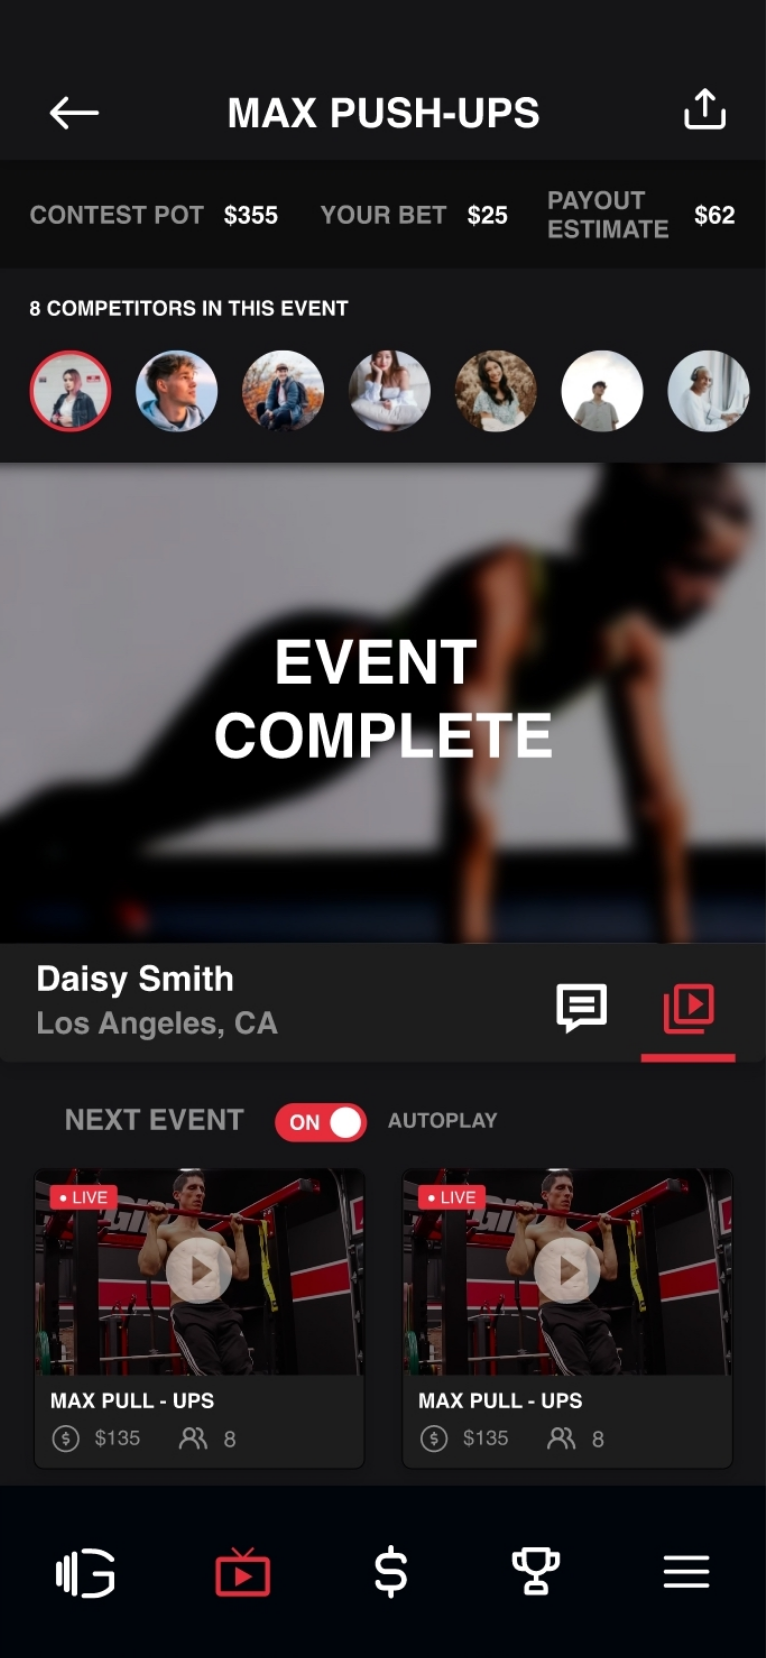 MAX PUSH-UPS
CONTEST POT $355 YOUR BET $25 PAYOUT ESTIMATE $62
8 COMPETITORS IN THIS EVENT
EVENT
COMPLETE
Daisy Smith
Los Angeles, CA
NEXT EVENT ON AUTOPLAY
• LIVE • LIVE
MAX PULL - UPS MAX PULL - UPS
$135 8 $135 8